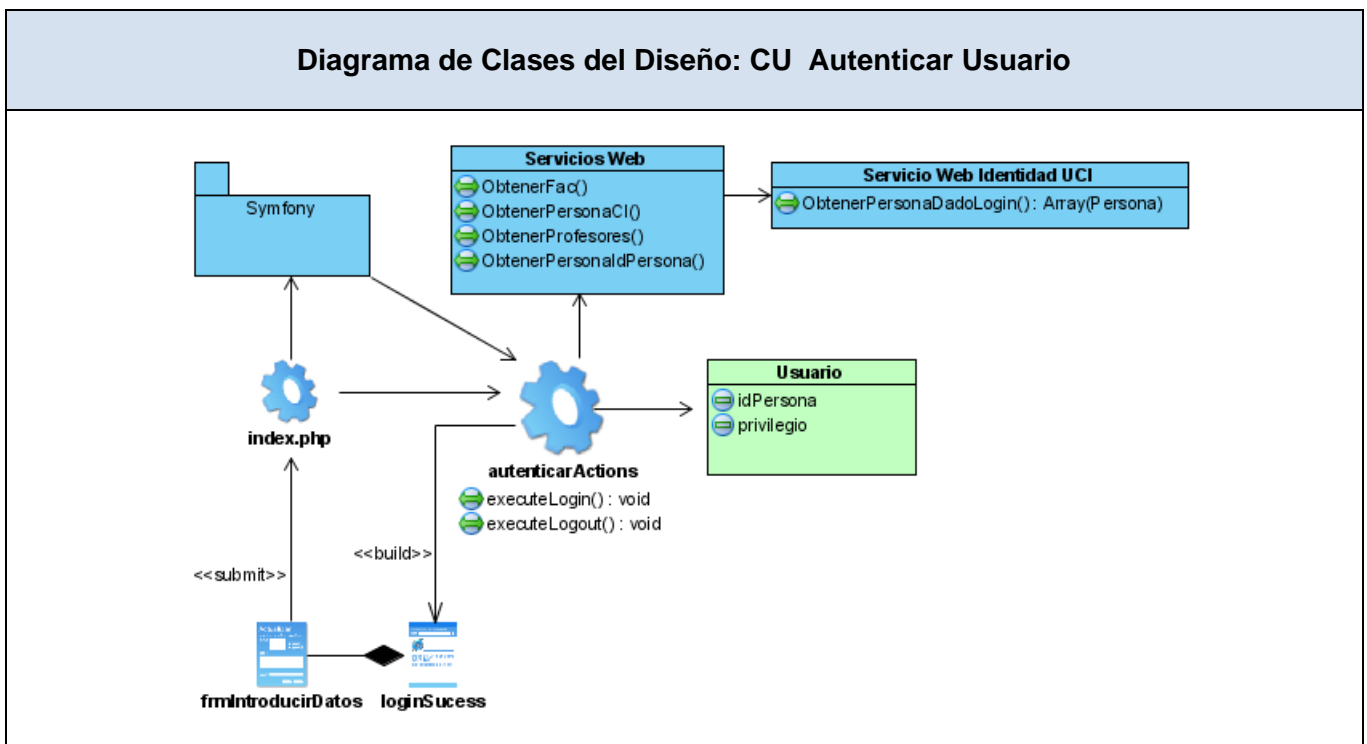 Diagrama de Clases del Diseño: CU Autenticar Usuario
Symfony
Servicios Web
ObtenerFac()
ObtenerPersonaCI()
ObtenerProfesores()
ObtenerPersonaIdPersona()
Servicio Web Identidad UCI
ObtenerPersonaDadoLogin() : Array(Persona)
index.php
autenticarActions
executeLogin() : void
executeLogout() : void
Usuario
idPersona
privilegio
<<submit>>
<<build>>
frmIntroducirDatos
loginSucess